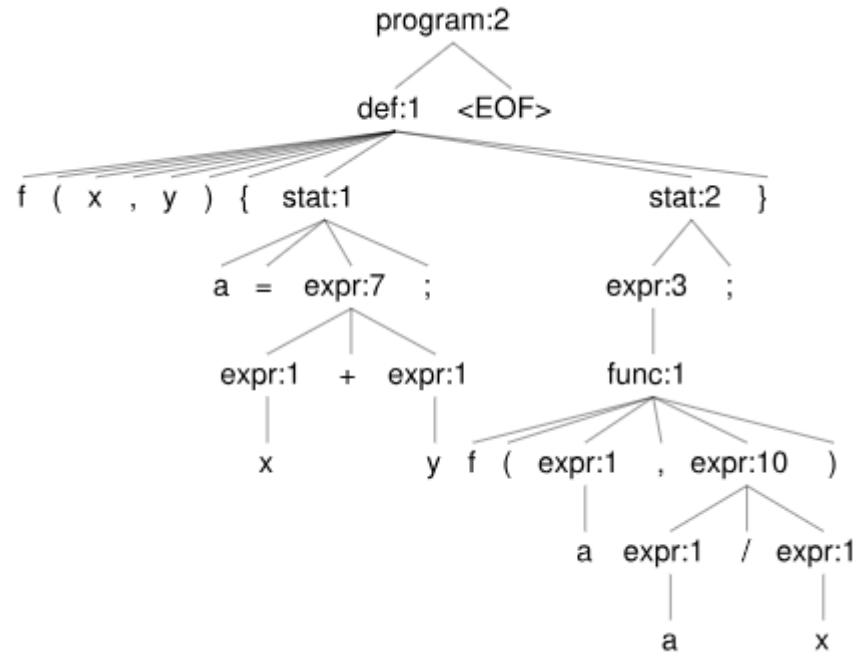 program:2
def:1 <EOF>
f ( x , y ) { stat:1 stat:2 }
a = expr:7 ; expr:3 ;
expr:1 + expr:1 func:1
x y f ( expr:1 , expr:10 )
a expr:1 / expr:1
a x